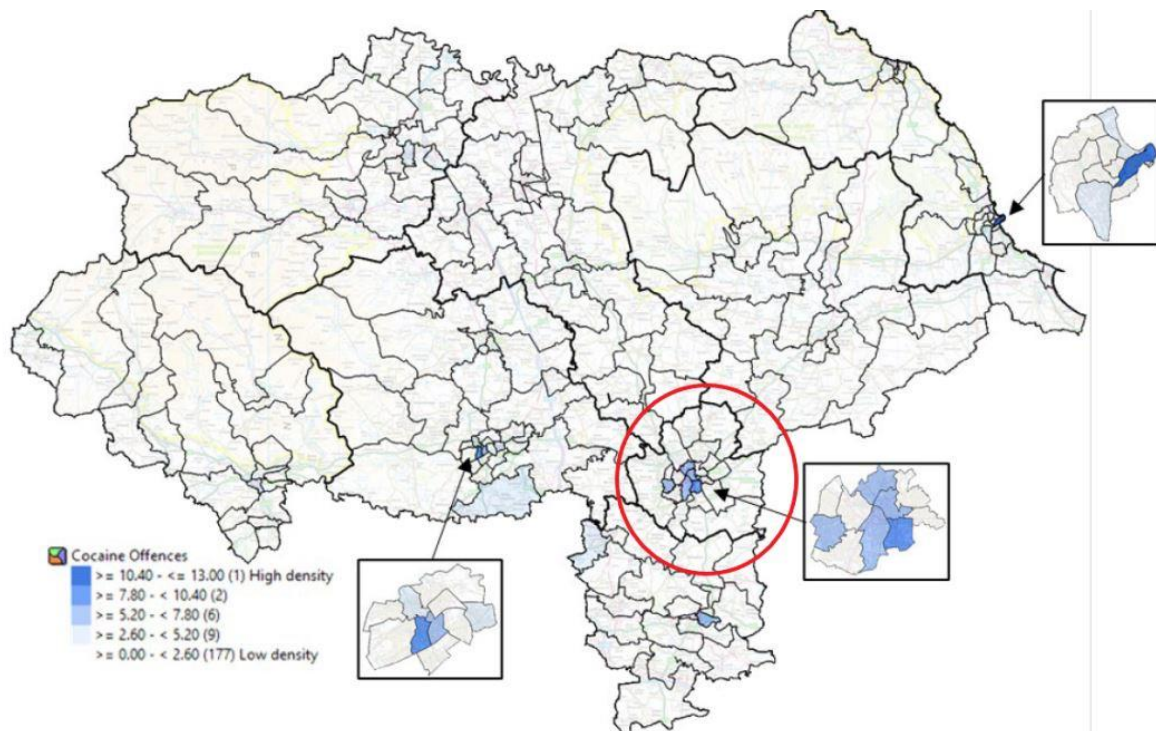 Cocaine Offences
>= 10.40 - <= 13.00 (1) High density
>= 7.80 - < 10.40 (2)
>= 5.20 - < 7.80 (6)
>= 2.60 - < 5.20 (9)
>= 0.00 - < 2.60 (177) Low density